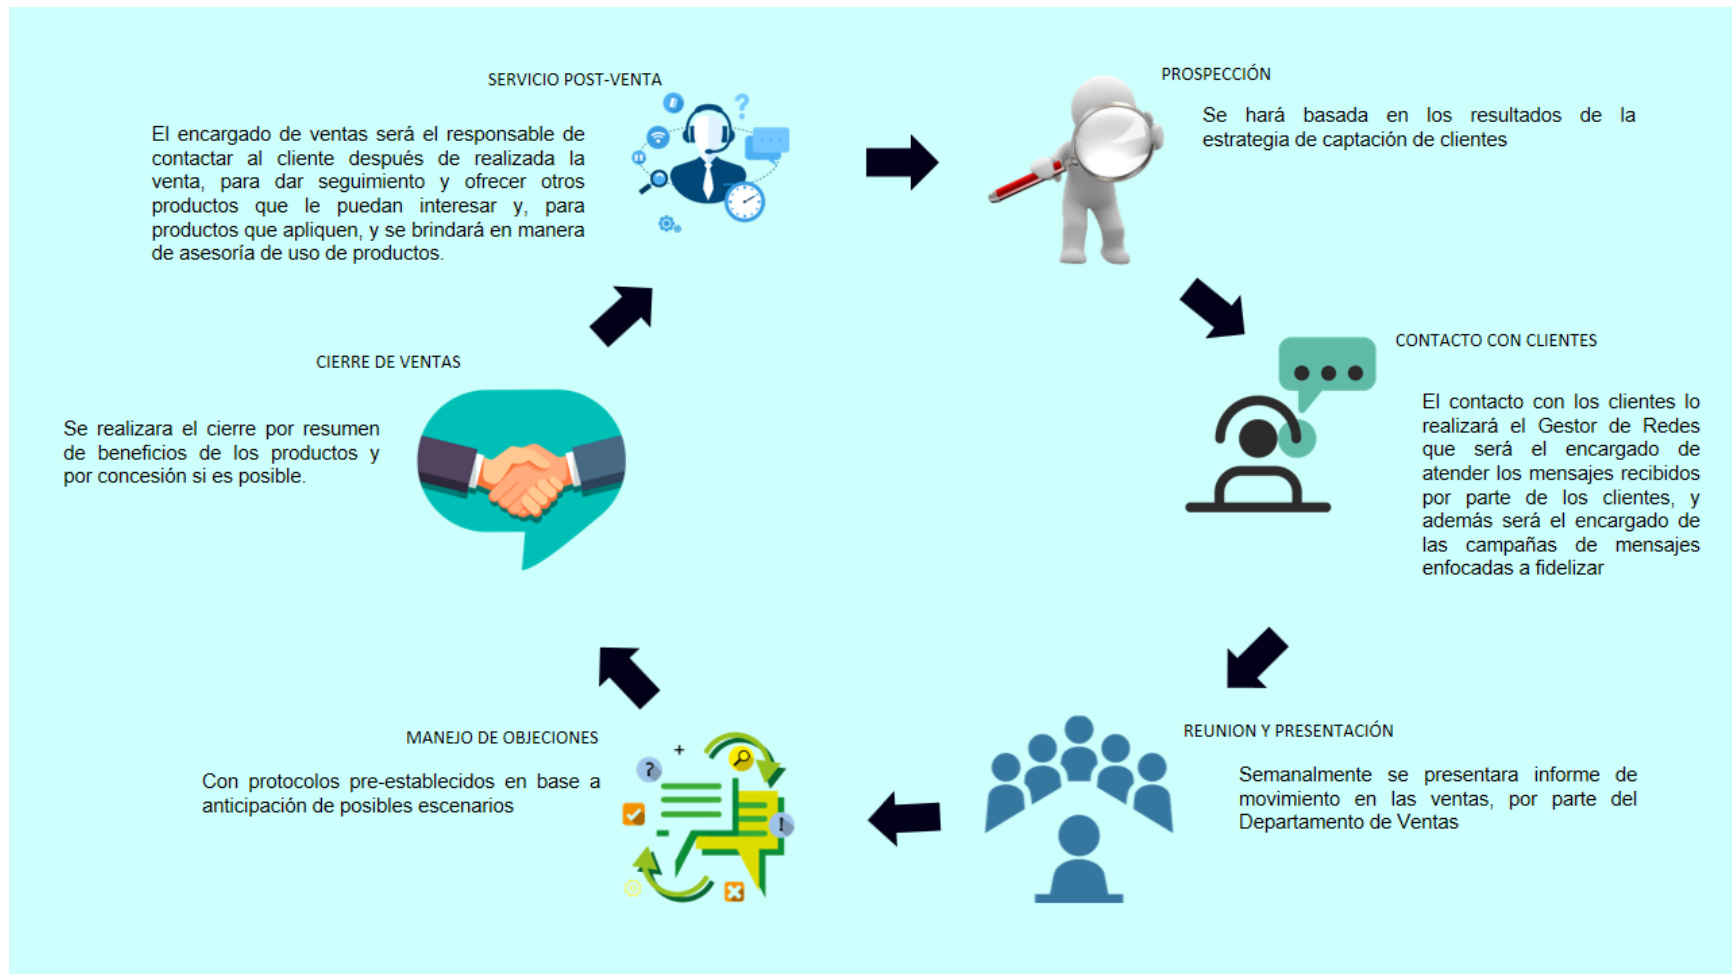 SERVICIO POST-VENTA
El encargado de ventas será el responsable de
contactar al cliente después de realizada la
venta, para dar seguimiento y ofrecer otros
productos que le puedan interesar y, para
productos que apliquen, y se brindará en manera
de asesoría de uso de productos.
PROSPECCIÓN
Se hará basada en los resultados de la
estrategia de captación de clientes
CONTACTO CON CLIENTES
El contacto con los clientes lo
realizará el Gestor de Redes
que será el encargado de
atender los mensajes recibidos
por parte de los clientes, y
además será el encargado de
las campañas de mensajes
enfocadas a fidelizar
REUNION Y PRESENTACIÓN
Semanalmente se presentara informe de
movimiento en las ventas, por parte del
Departamento de Ventas
MANEJO DE OBJECIONES
Con protocolos pre-establecidos en base a
anticipación de posibles escenarios
CIERRE DE VENTAS
Se realizara el cierre por resumen
de beneficios de los productos y
por concesión si es posible.